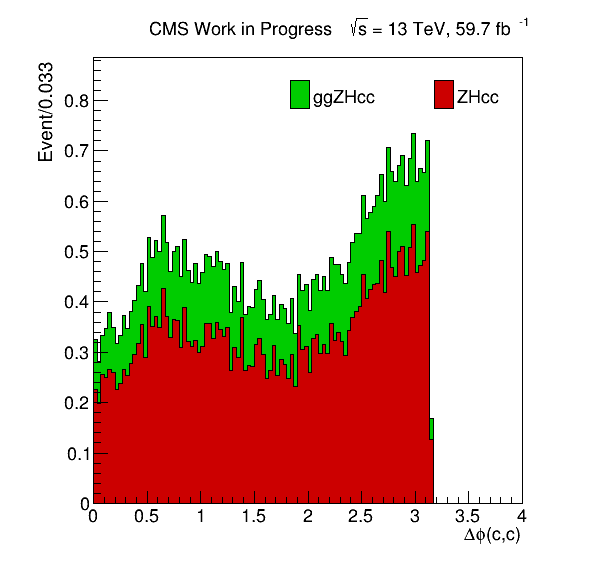 CMS Work in Progress √s = 13 TeV, 59.7 fb⁻¹
Event/0.033
ggZHcc
ZHcc
0.8
0.7
0.6
0.5
0.4
0.3
0.2
0.1
0
0 0.5 1 1.5 2 2.5 3 3.5 4
Δϕ(c,c)